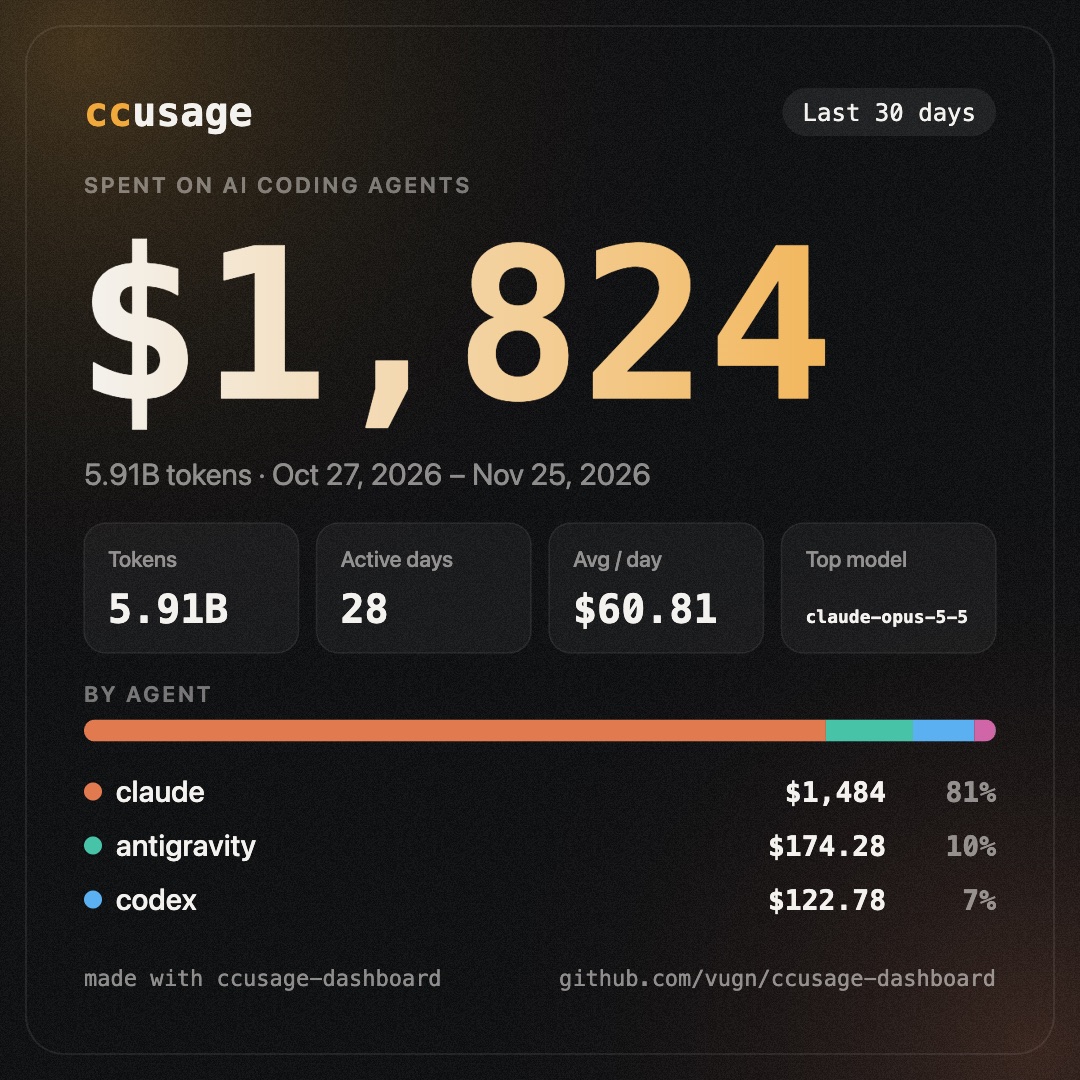 ccusage
Last 30 days
SPENT ON AI CODING AGENTS
$1,824
5.91B tokens · Oct 27, 2026 – Nov 25, 2026
Tokens
5.91B
Active days
28
Avg / day
$60.81
Top model
claude-opus-5-5
BY AGENT
claude $1,484 81%
antigravity $174.28 10%
codex $122.78 7%
made with ccusage-dashboard
github.com/vugn/ccusage-dashboard